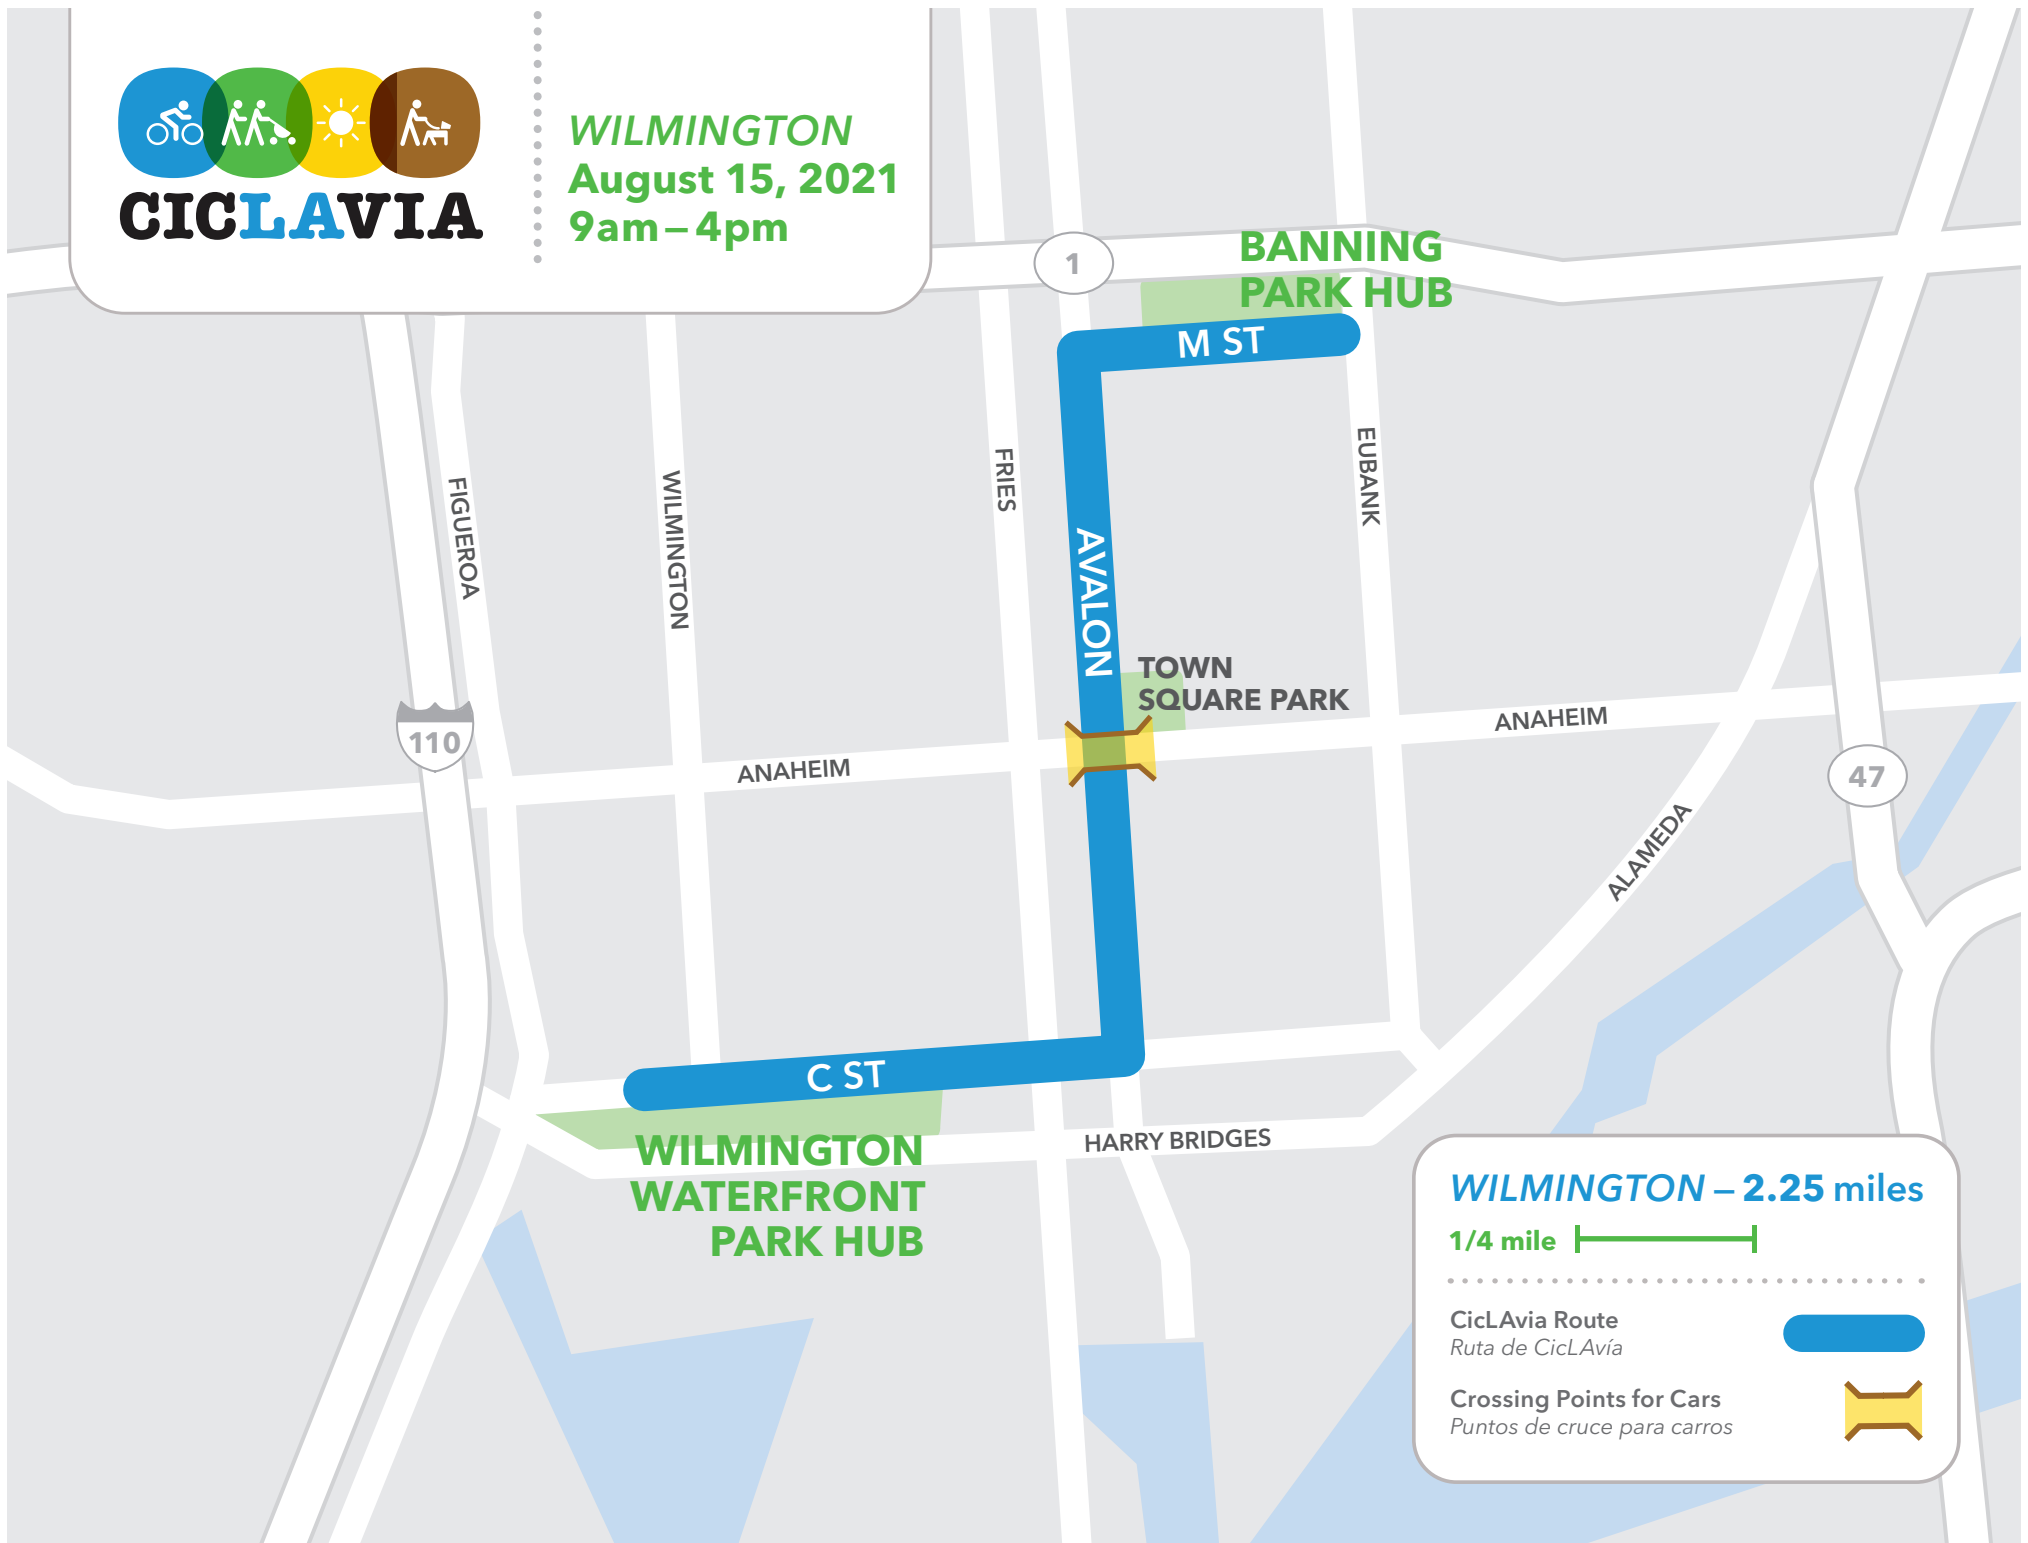 CICLAVIA
WILMINGTON
August 15, 2021
9am – 4pm
1
BANNING
PARK HUB
M ST
FIGUEROA
WILMINGTON
FRIES
EUBANK
AVALON
TOWN
SQUARE PARK
110
ANAHEIM
ANAHEIM
47
ALAMEDA
C ST
HARRY BRIDGES
WILMINGTON
WATERFRONT
PARK HUB
WILMINGTON – 2.25 miles
1/4 mile
CicLAvia Route
Ruta de CicLAvía
Crossing Points for Cars
Puntos de cruce para carros